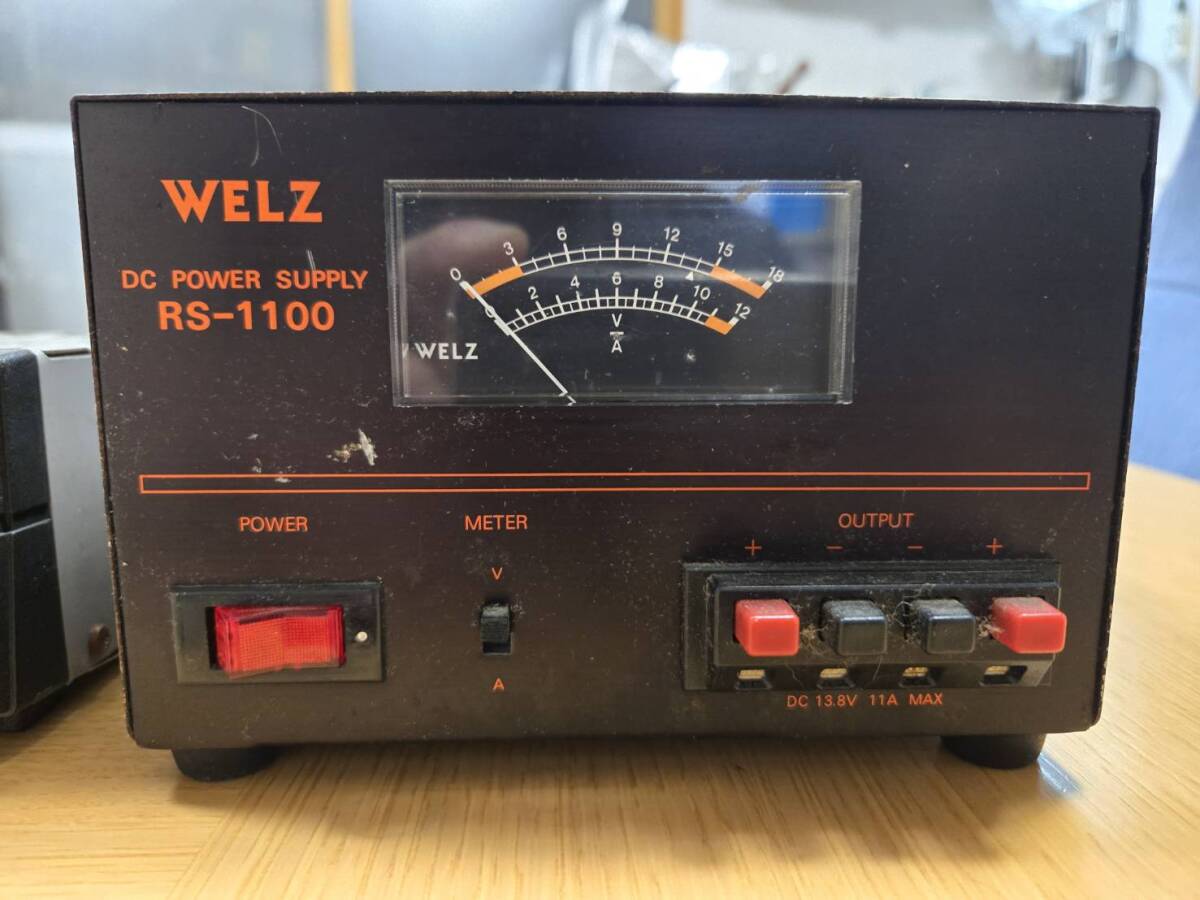 WELZ
DC POWER SUPPLY
RS-1100
0 3 6 9 12 15 18
0 2 4 6 8 10 12
V
A
WELZ
POWER
METER
V
A
OUTPUT
+ − − +
DC 13.8V 11A MAX